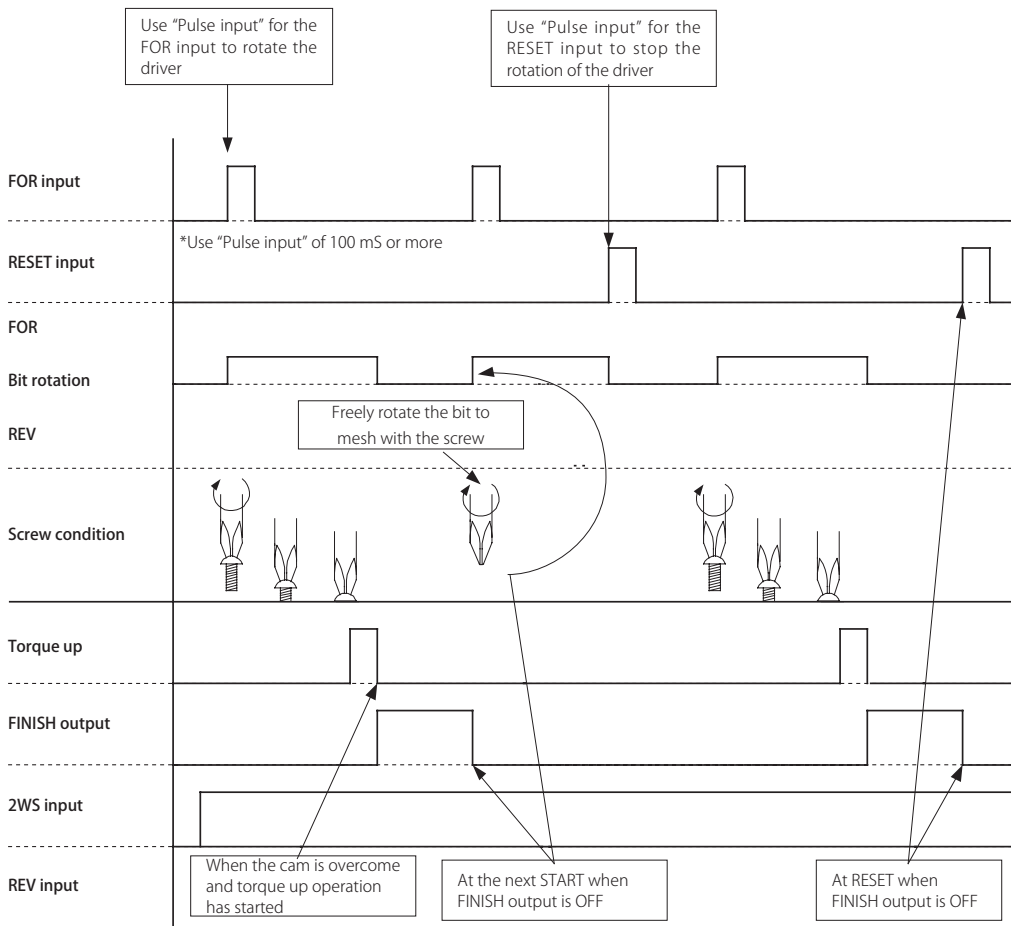 Use “Pulse input” for the
FOR input to rotate the
driver
Use “Pulse input” for the
RESET input to stop the
rotation of the driver
FOR input
*Use “Pulse input” of 100 mS or more
RESET input
FOR
Bit rotation
Freely rotate the bit to
mesh with the screw
REV
Screw condition
Torque up
FINISH output
2WS input
When the cam is overcome
and torque up operation
has started
At the next START when
FINISH output is OFF
At RESET when
FINISH output is OFF
REV input